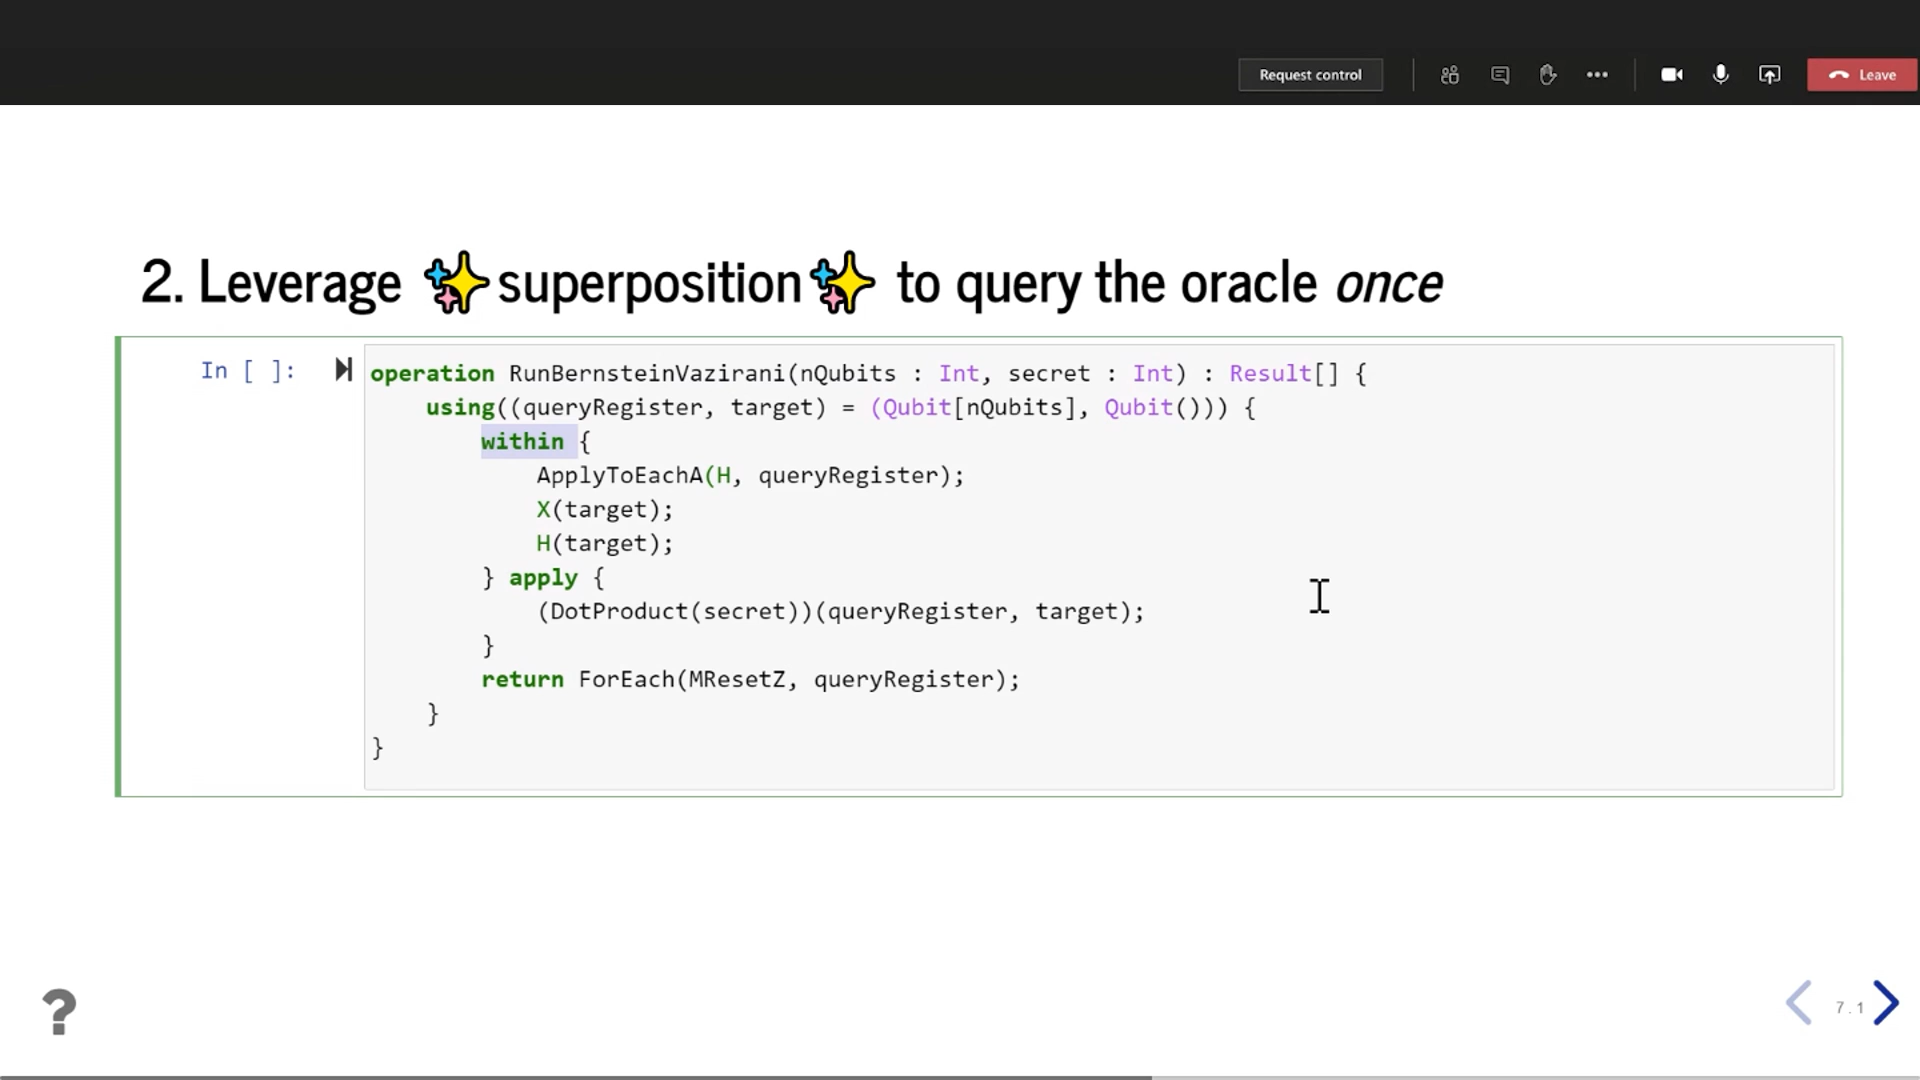 Request control
Leave
2. Leverage ✨superposition✨ to query the oracle once
In [ ]:
operation RunBernsteinVazirani(nQubits : Int, secret : Int) : Result[] {
    using((queryRegister, target) = (Qubit[nQubits], Qubit())) {
        within {
            ApplyToEachA(H, queryRegister);
            X(target);
            H(target);
        } apply {
            (DotProduct(secret))(queryRegister, target);
        }
        return ForEach(MResetZ, queryRegister);
    }
}
?
7.1